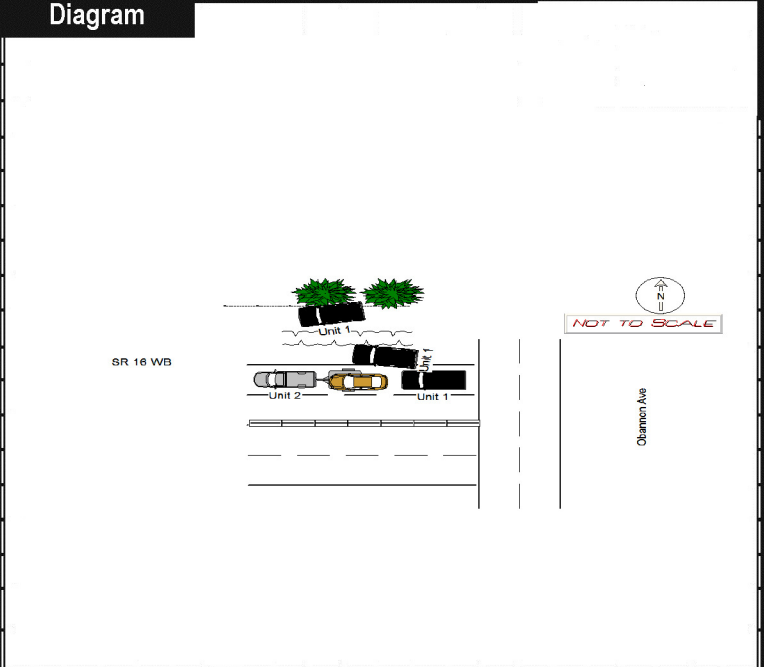 Diagram
N
NOT TO SCALE
Unit 1
Unit 1
SR 16 WB
Unit 2
Unit 1
Obannon Ave